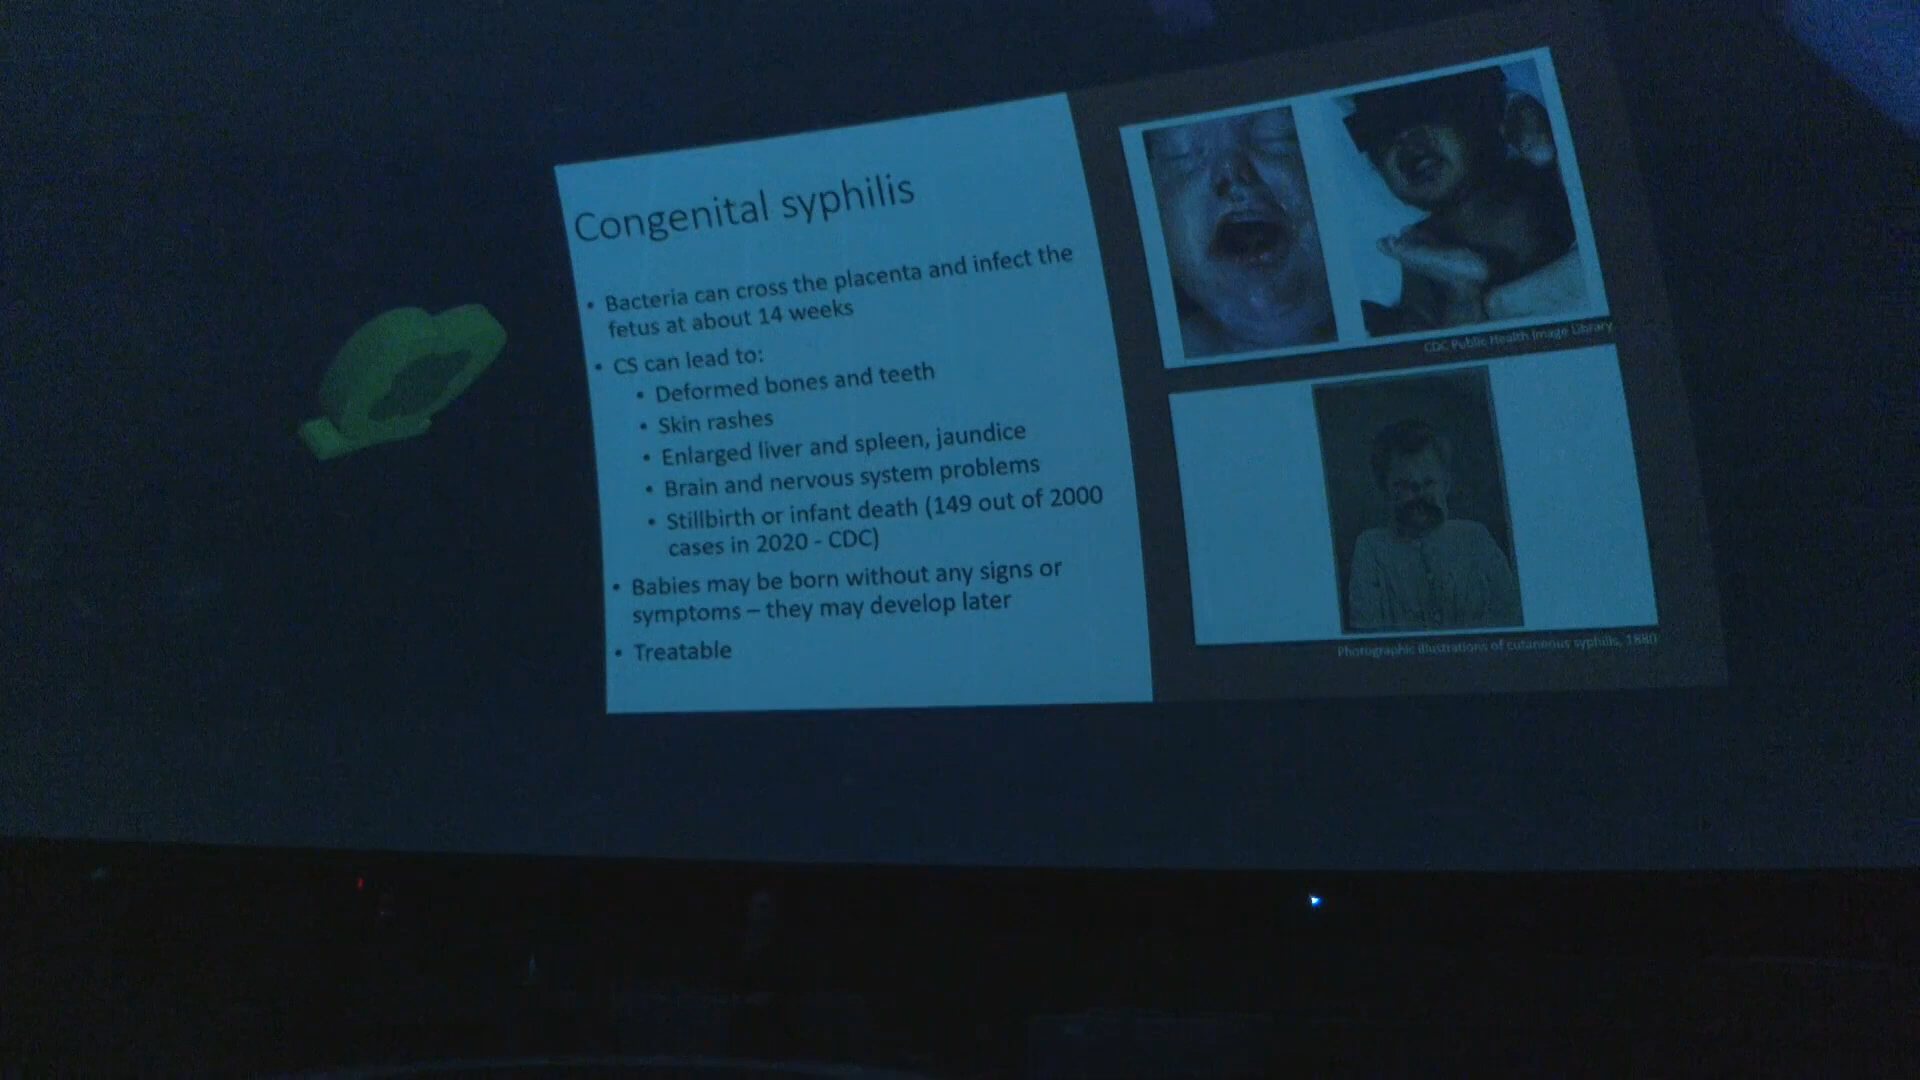 Congenital syphilis
• Bacteria can cross the placenta and infect the
fetus at about 14 weeks
• CS can lead to:
• Deformed bones and teeth
• Skin rashes
• Enlarged liver and spleen, jaundice
• Brain and nervous system problems
• Stillbirth or infant death (149 out of 2000
cases in 2020 - CDC)
• Babies may be born without any signs or
symptoms – they may develop later
• Treatable
CDC Public Health Image Library
Photographic illustrations of cutaneous syphilis, 1880